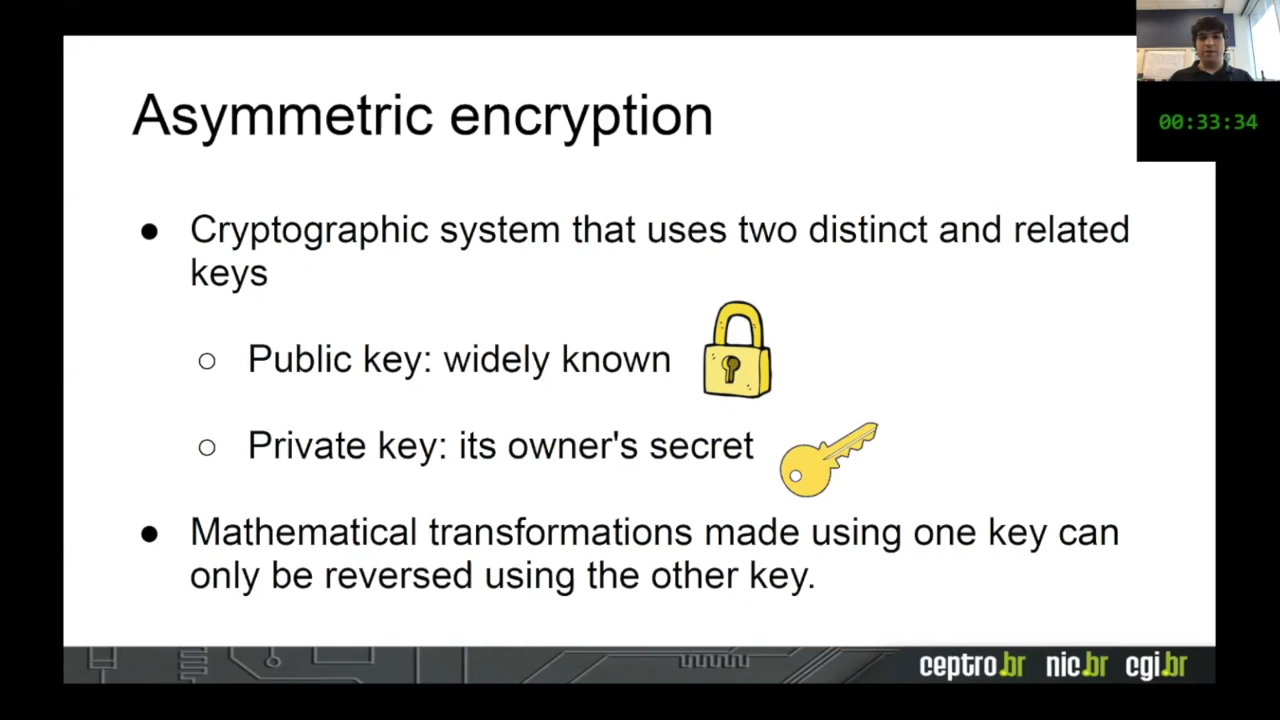 Asymmetric encryption
00:33:34
● Cryptographic system that uses two distinct and related
keys
○ Public key: widely known
○ Private key: its owner's secret
● Mathematical transformations made using one key can
only be reversed using the other key.
ceptro.br nic.br cgi.br